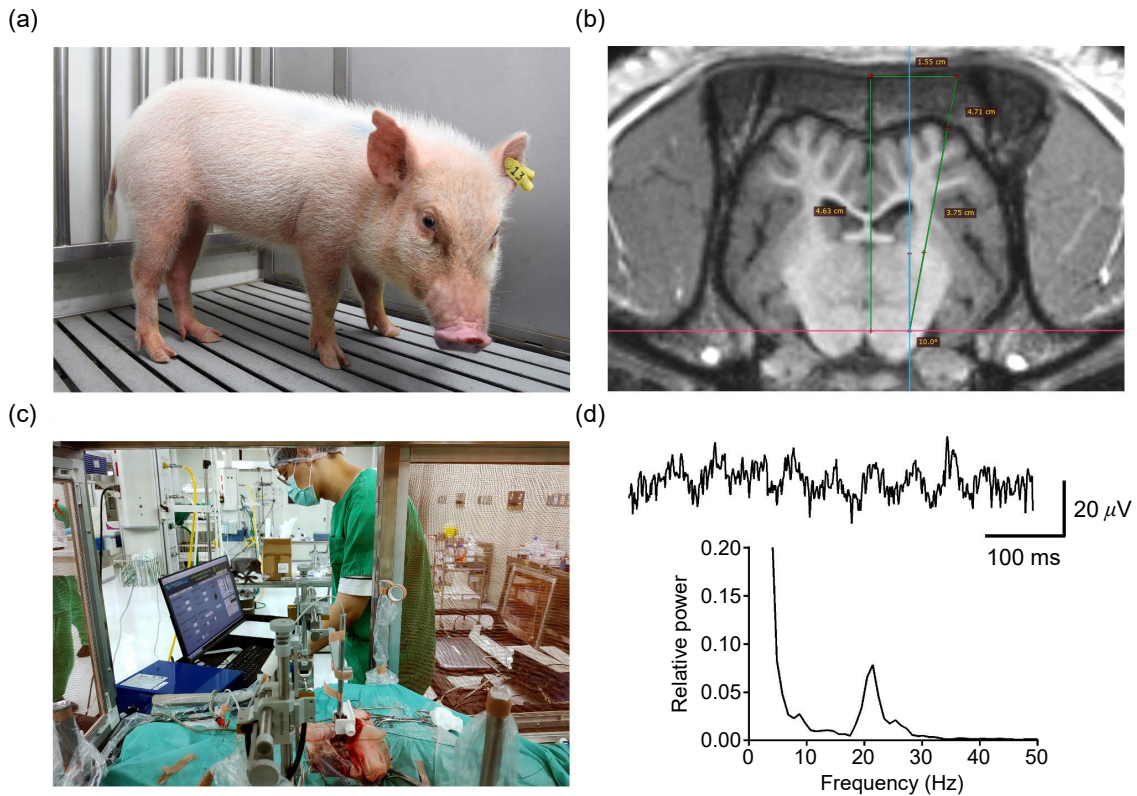 (a)
13
(b)
1.55 cm
4.71 cm
4.63 cm
3.75 cm
10.0°
(c)
(d)
20 μV
100 ms
0.20
0.15
0.10
0.05
0.00
Relative power
0 10 20 30 40 50
Frequency (Hz)